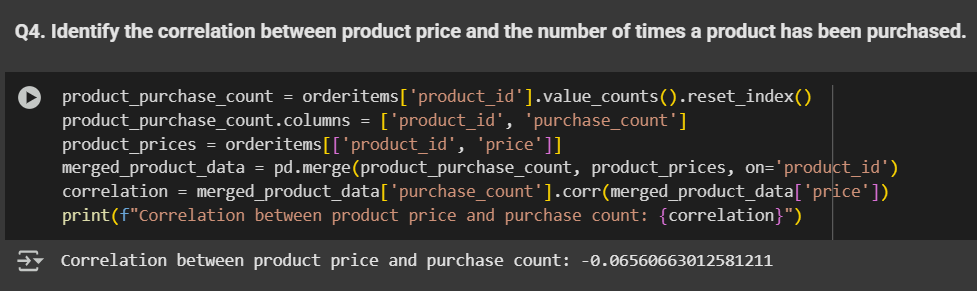 Q4. Identify the correlation between product price and the number of times a product has been purchased.
product_purchase_count = orderitems['product_id'].value_counts().reset_index()
product_purchase_count.columns = ['product_id', 'purchase_count']
product_prices = orderitems[['product_id', 'price']]
merged_product_data = pd.merge(product_purchase_count, product_prices, on='product_id')
correlation = merged_product_data['purchase_count'].corr(merged_product_data['price'])
print(f"Correlation between product price and purchase count: {correlation}")
Correlation between product price and purchase count: -0.06560663012581211